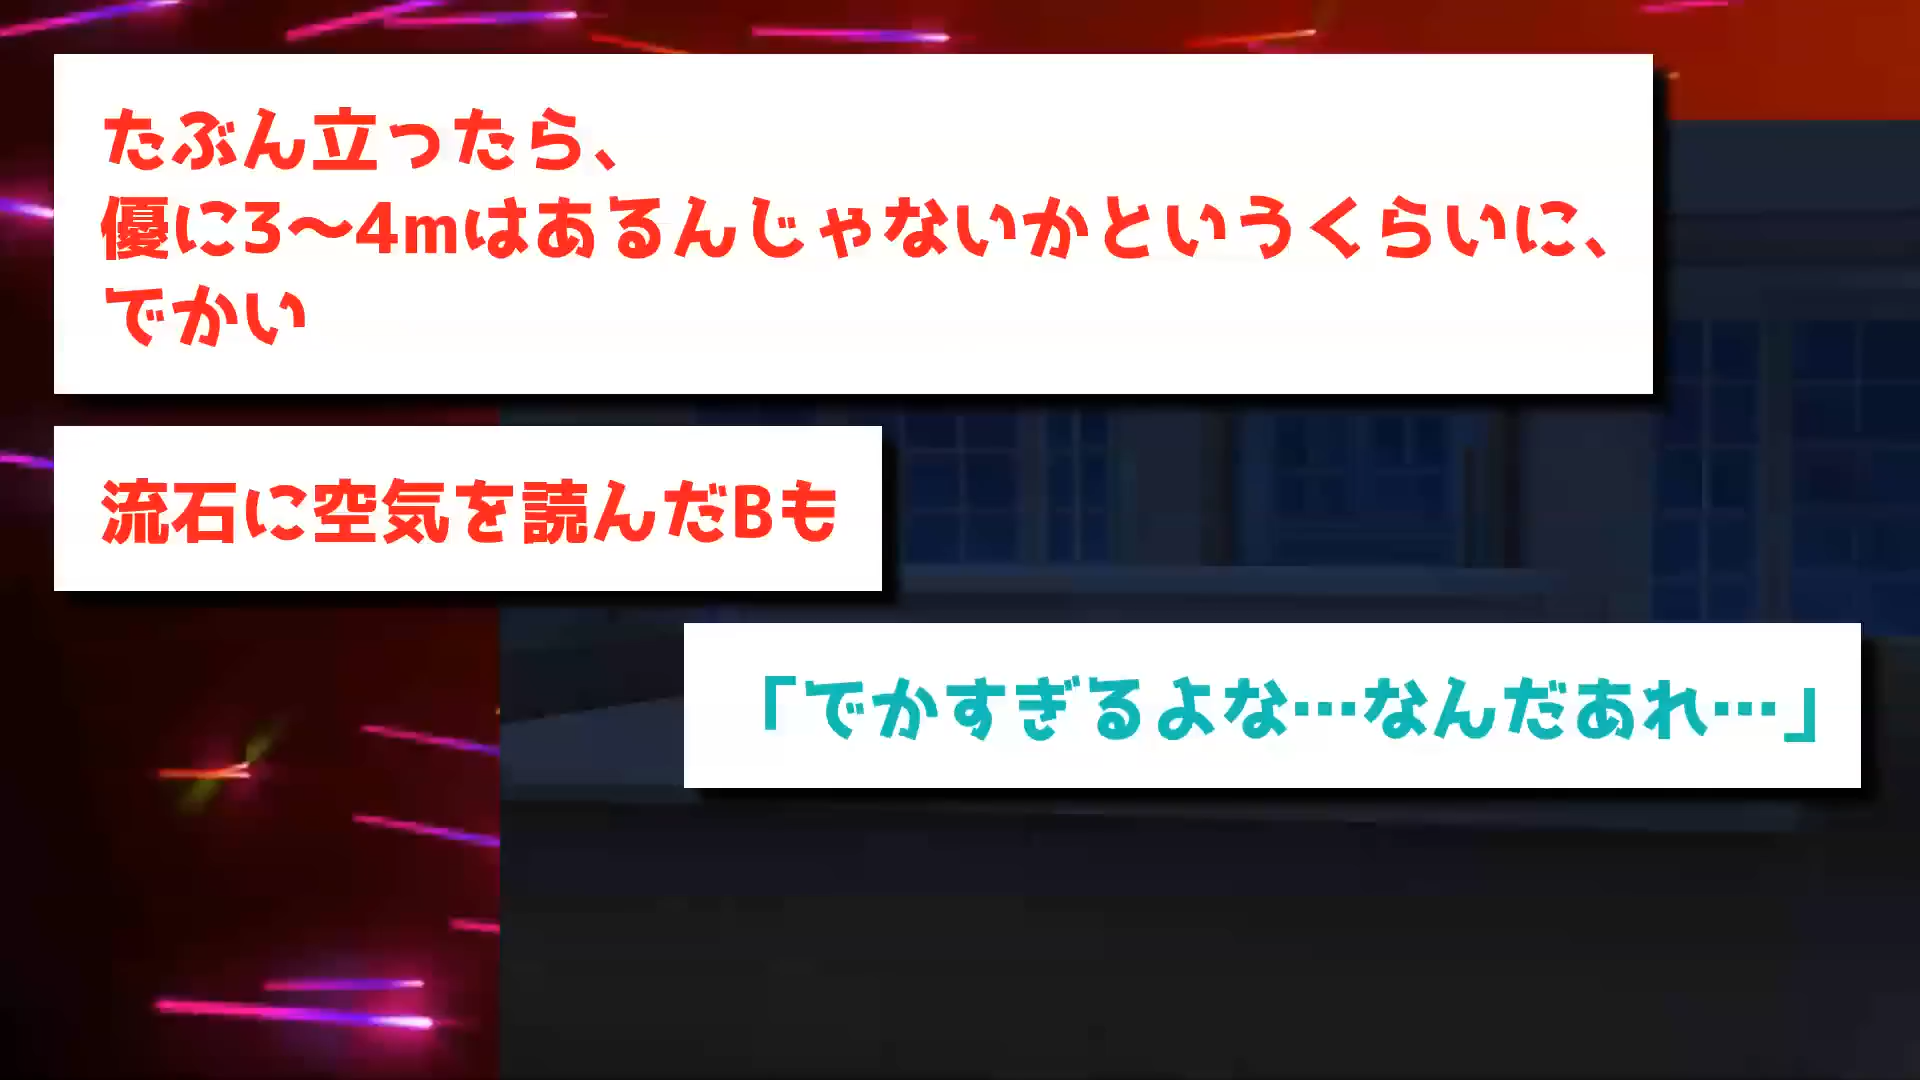 たぶん立ったら、
優に3～4mはあるんじゃないかというくらいに、
でかい
流石に空気を読んだBも
「でかすぎるよな…なんだあれ…」